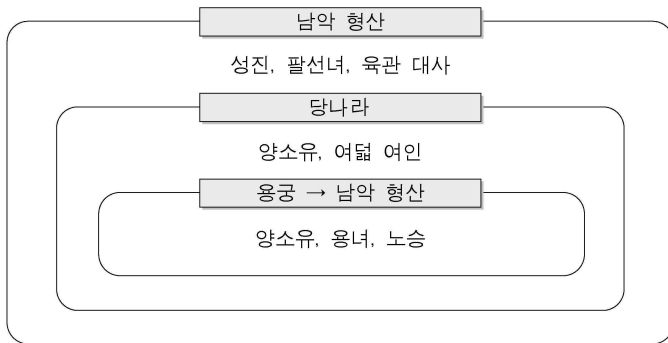 남악 형산
성진, 팔선녀, 육관 대사
당나라
양소유, 여덟 여인
용궁 → 남악 형산
양소유, 용녀, 노승